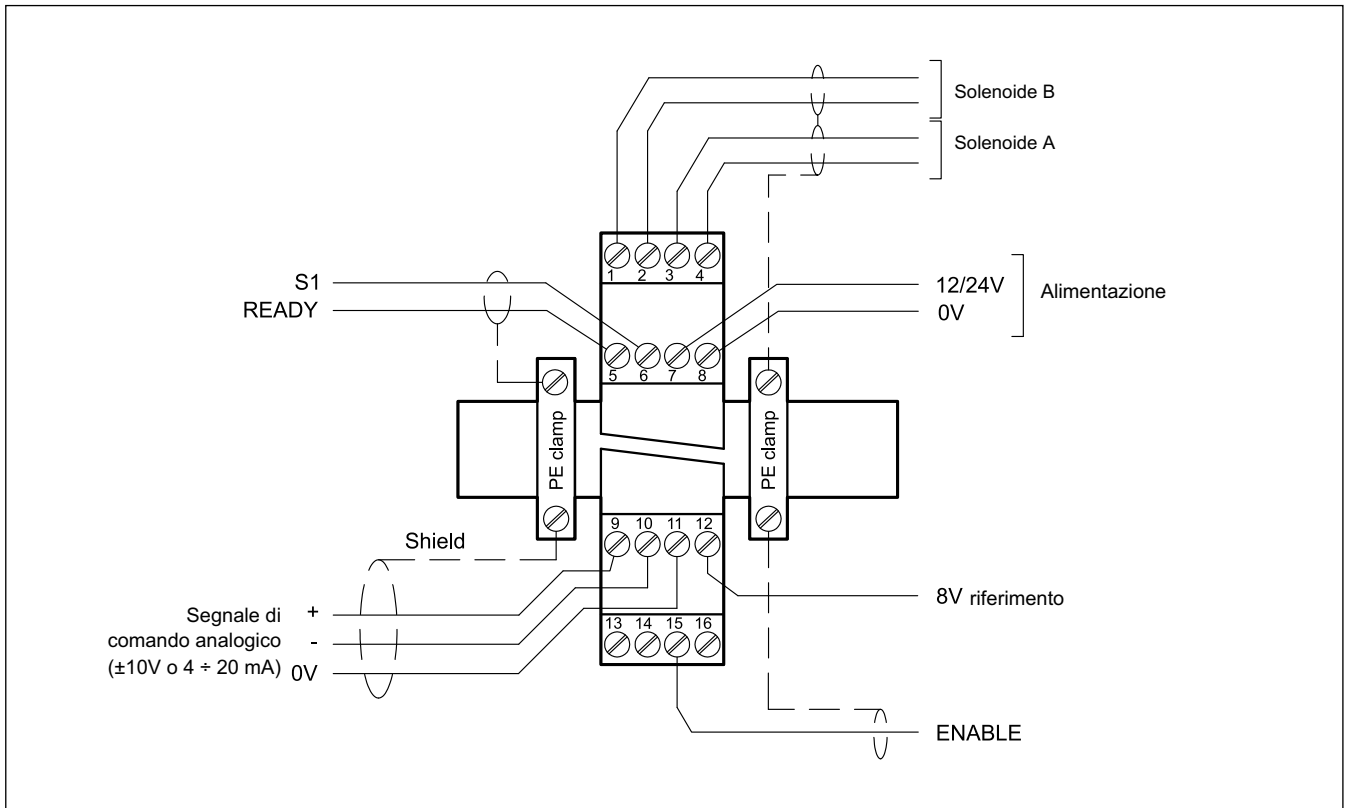 Solenoide B
Solenoide A
1 2 3 4
S1
READY
12/24V
0V
Alimentazione
5 6 7 8
PE clamp
PE clamp
9 10 11 12
Shield
8V riferimento
Segnale di
comando analogico
(±10V o 4 ÷ 20 mA)
+
-
0V
13 14 15 16
ENABLE